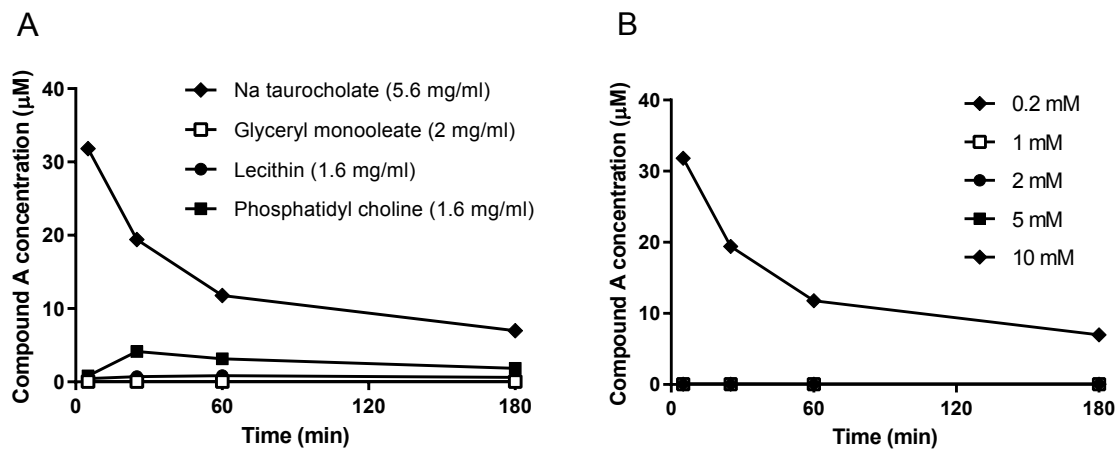 A
Compound A concentration (μM)
40
30
20
10
0
0
60
120
180
Time (min)
Na taurocholate (5.6 mg/ml)
Glyceryl monooleate (2 mg/ml)
Lecithin (1.6 mg/ml)
Phosphatidyl choline (1.6 mg/ml)
B
Compound A concentration (μM)
40
30
20
10
0
0
60
120
180
Time (min)
0.2 mM
1 mM
2 mM
5 mM
10 mM